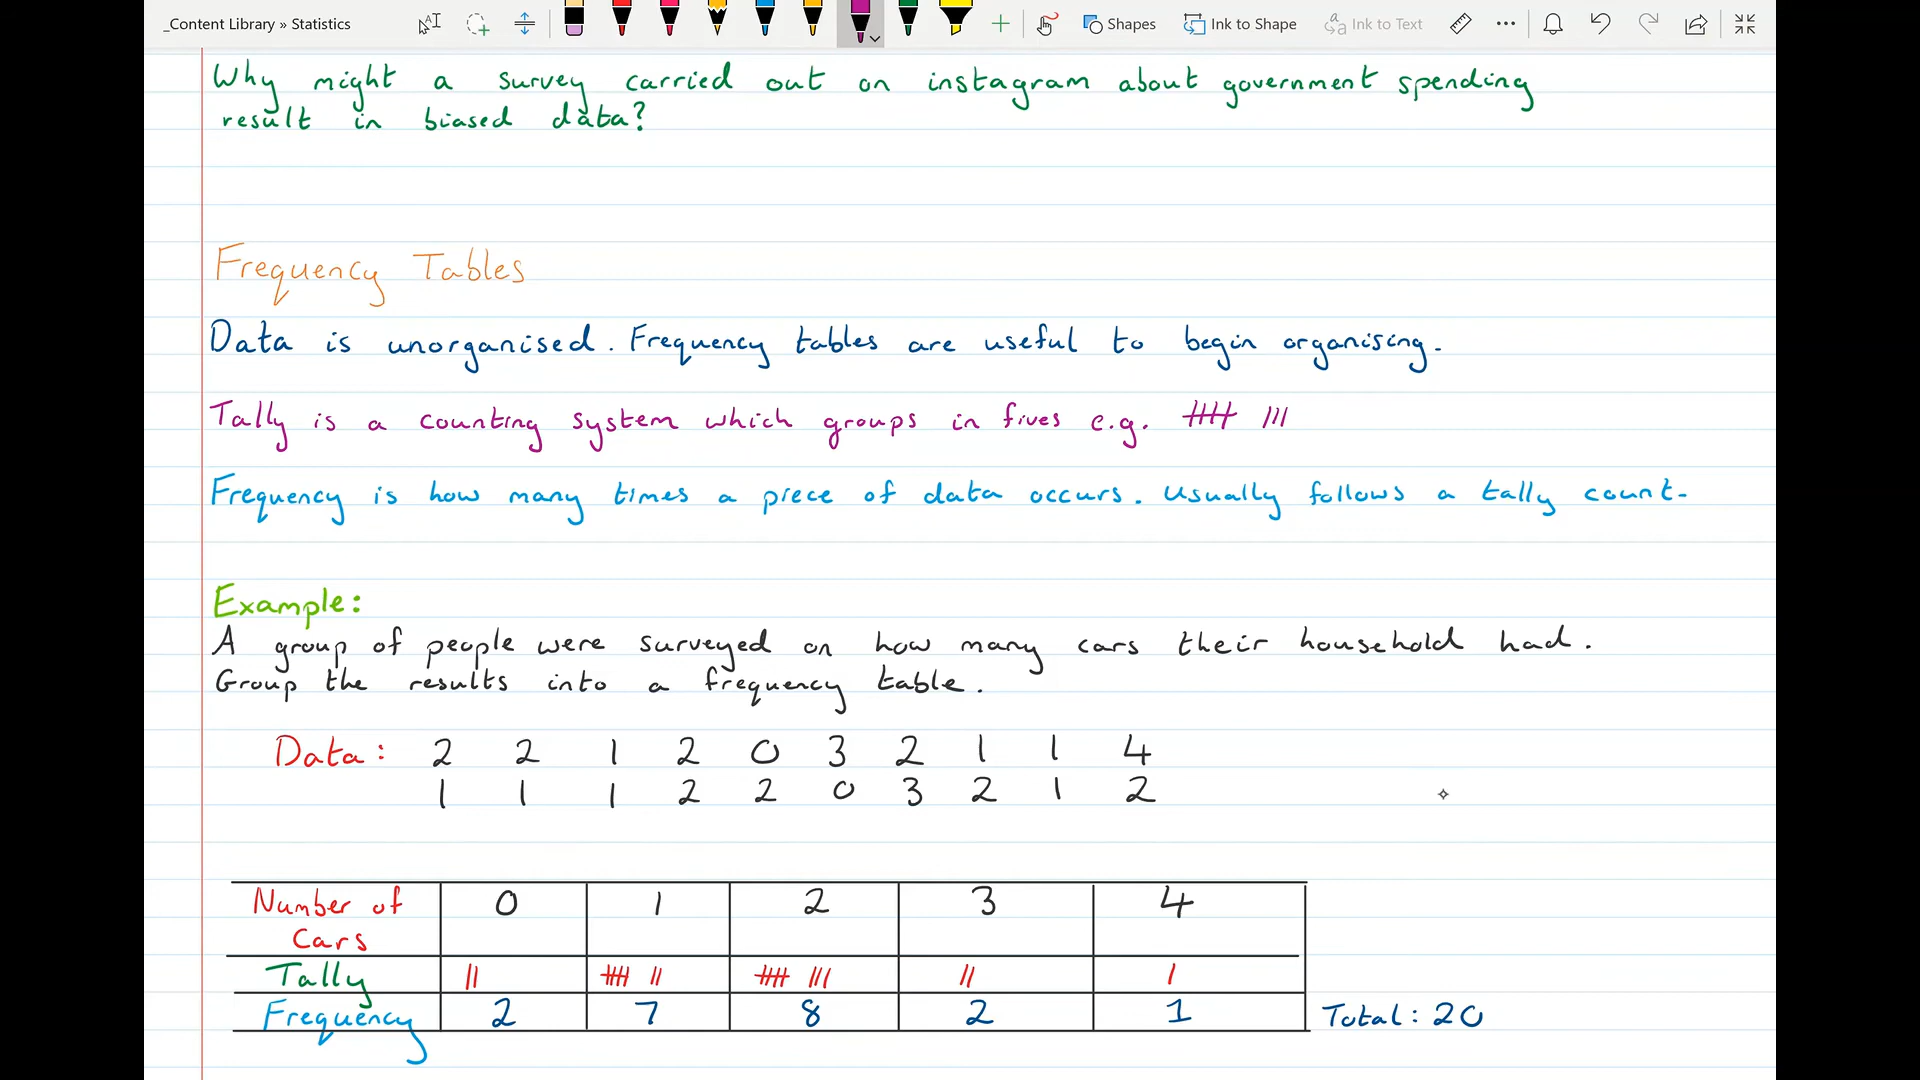 _Content Library » Statistics
Shapes
Ink to Shape
Ink to Text
Why might a survey carried out on instagram about government spending
result in biased data?
Frequency Tables
Data is unorganised. Frequency tables are useful to begin organising.
Tally is a counting system which groups in fives e.g. 卌 |||
Frequency is how many times a piece of data occurs. Usually follows a tally count.
Example:
A group of people were surveyed on how many cars their household had.
Group the results into a frequency table.
Data: 2 2 1 2 0 3 2 1 1 4
1 1 1 2 2 0 3 2 1 2
Number of 0 1 2 3 4
Cars
Tally || 卌 || 卌 ||| || |
Frequency 2 7 8 2 1 Total: 20